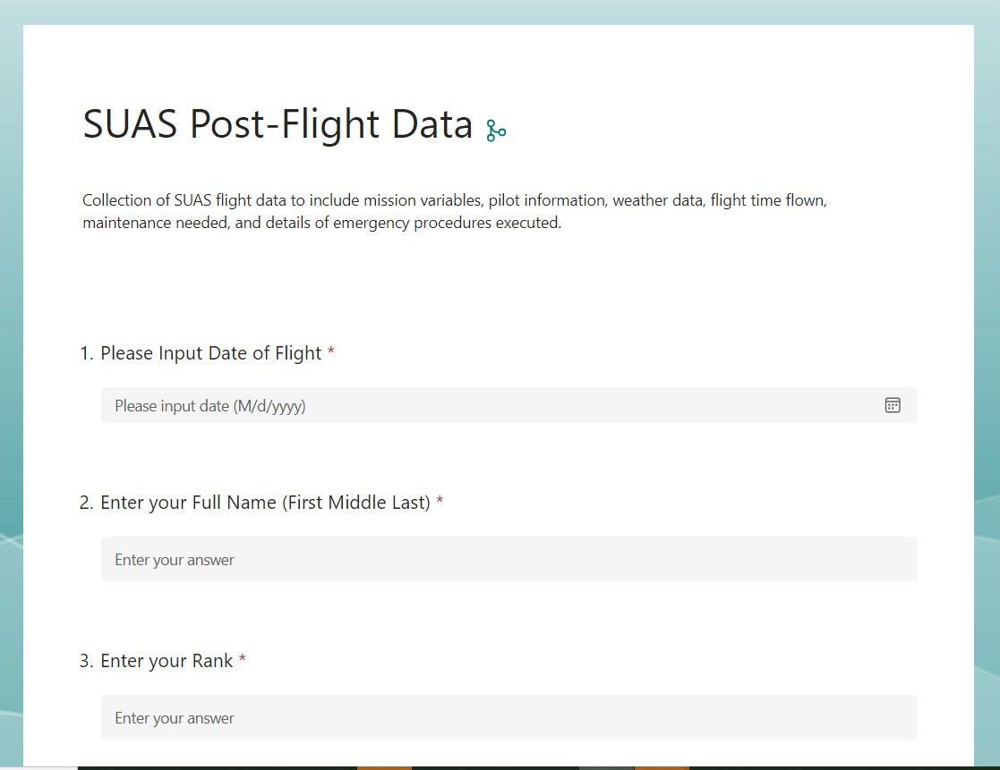 SUAS Post-Flight Data
Collection of SUAS flight data to include mission variables, pilot information, weather data, flight time flown,
maintenance needed, and details of emergency procedures executed.
1. Please Input Date of Flight *
Please input date (M/d/yyyy)
2. Enter your Full Name (First Middle Last) *
Enter your answer
3. Enter your Rank *
Enter your answer